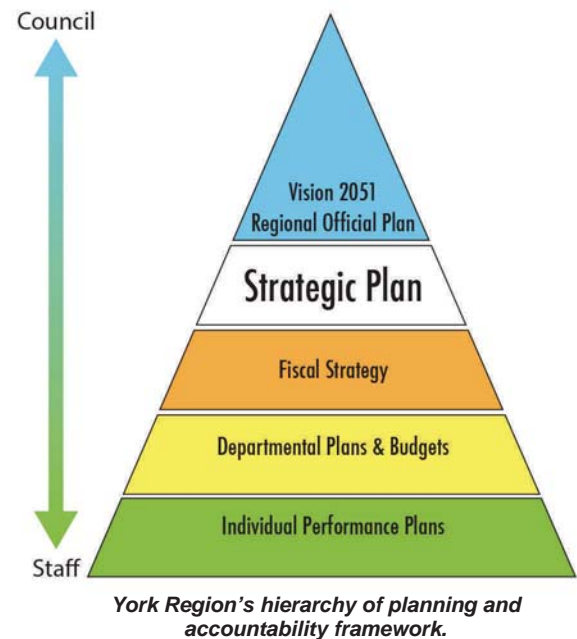 Council
Vision 2051
Regional Official Plan
Strategic Plan
Fiscal Strategy
Departmental Plans & Budgets
Individual Performance Plans
Staff
York Region's hierarchy of planning and
accountability framework.